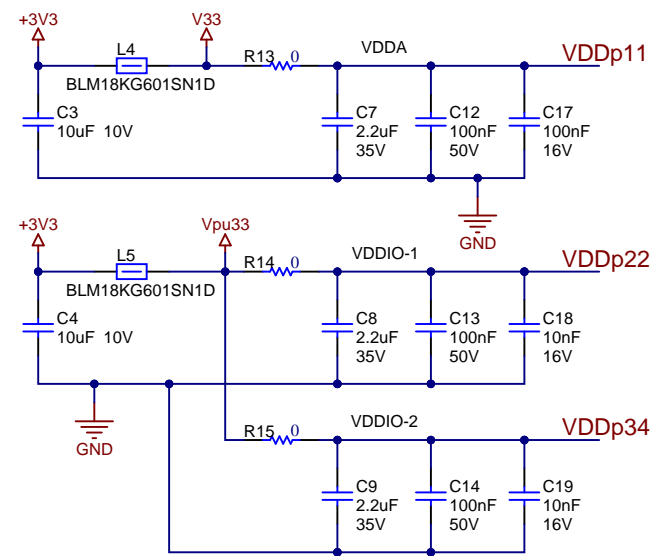 +3V3
V33
L4
R13 0
VDDA
VDDp11
BLM18KG601SN1D
C3
10uF 10V
C7
2.2uF
35V
C12
100nF
50V
C17
100nF
16V
GND
+3V3
Vpu33
L5
R14 0
VDDIO-1
VDDp22
BLM18KG601SN1D
C4
10uF 10V
C8
2.2uF
35V
C13
100nF
50V
C18
10nF
16V
GND
R15 0
VDDIO-2
VDDp34
C9
2.2uF
35V
C14
100nF
50V
C19
10nF
16V